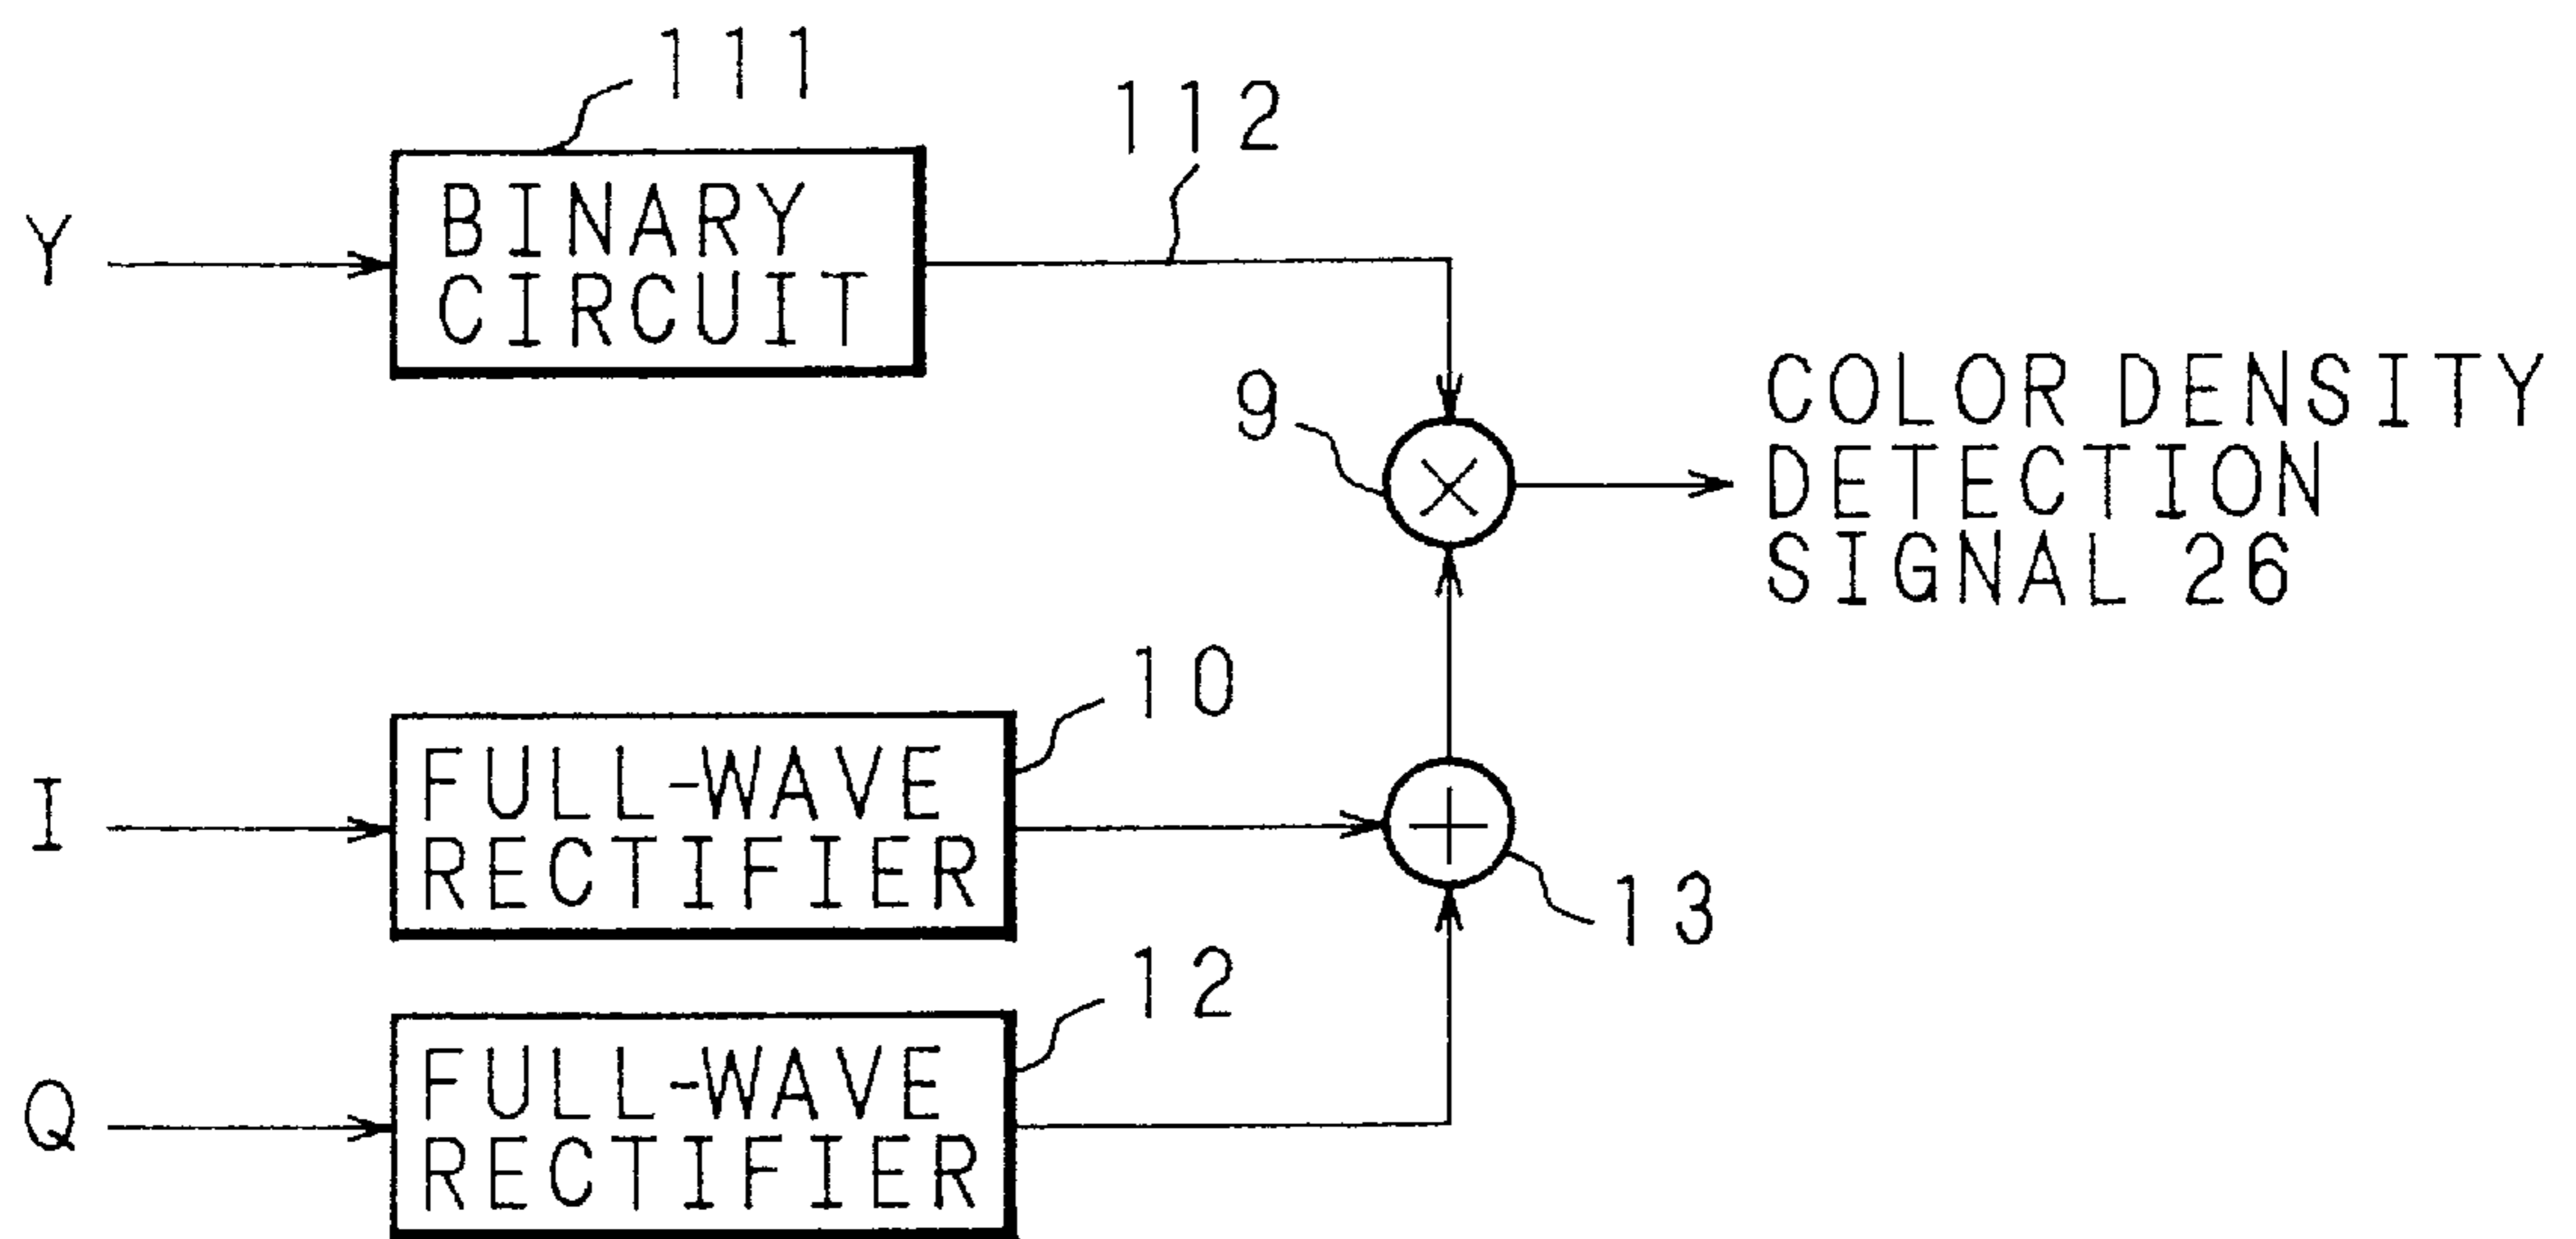 111
112
Y
BINARY
CIRCUIT
9
COLOR DENSITY
DETECTION
SIGNAL 26
10
I
FULL-WAVE
RECTIFIER
13
12
Q
FULL-WAVE
RECTIFIER